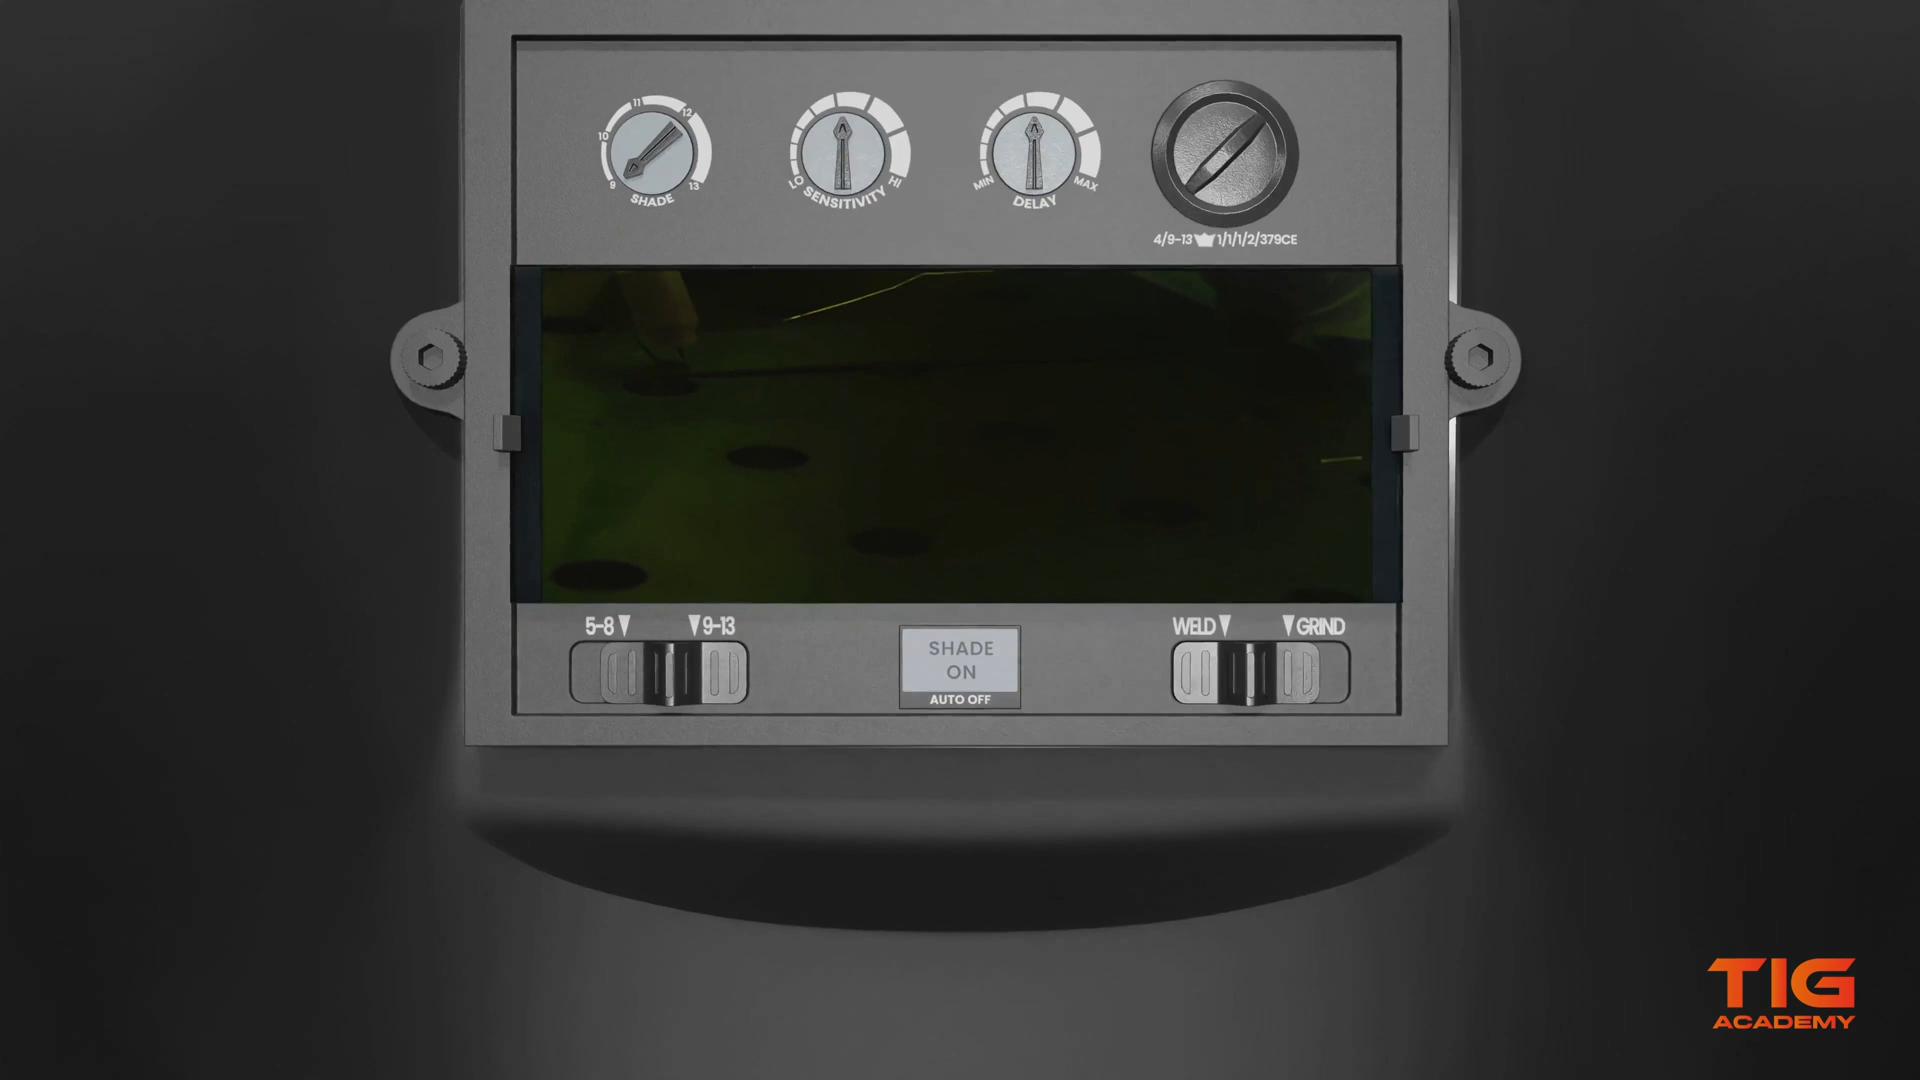 11
12
10
9
13
SHADE
LO
HI
SENSITIVITY
MIN
MAX
DELAY
4/9-13 1/1/1/2/379CE
5-8
9-13
SHADE
ON
AUTO OFF
WELD
GRIND
TIG
ACADEMY